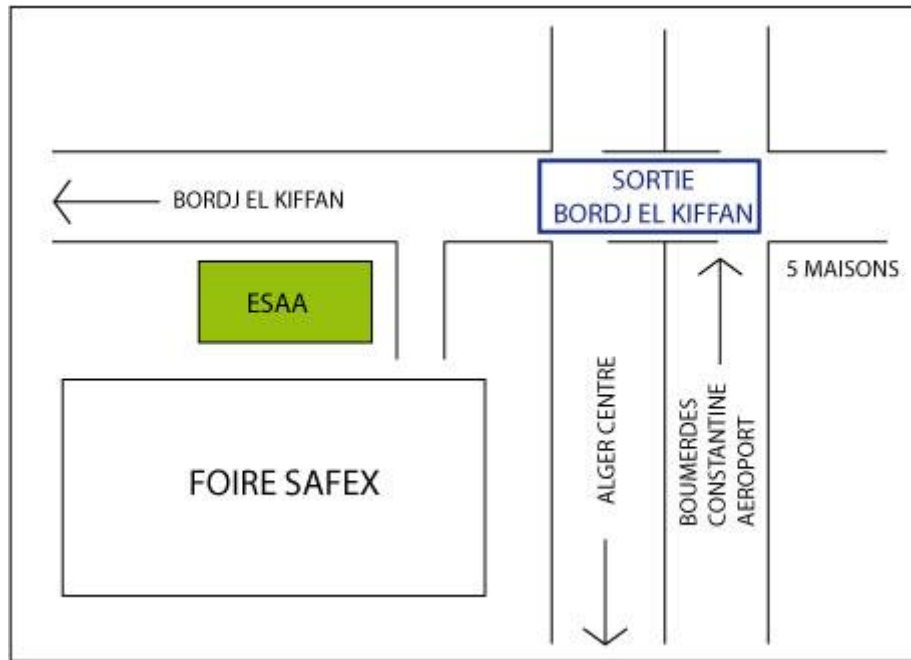 SORTIE
BORDJ EL KIFFAN
BORDJ EL KIFFAN
5 MAISONS
ESAA
FOIRE SAFEX
ALGER CENTRE
BOUMERDES
CONSTANTINE
AEROPORT